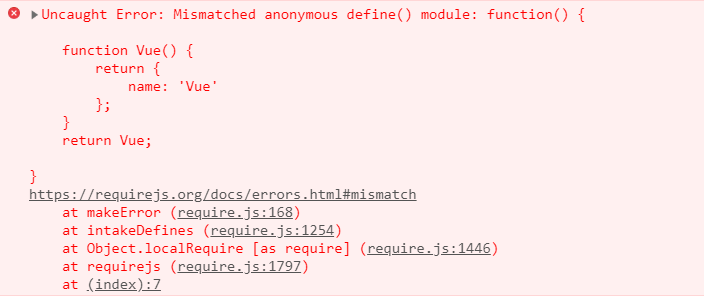 Uncaught Error: Mismatched anonymous define() module: function() {
function Vue() {
return {
name: 'Vue'
};
}
return Vue;
}
https://requirejs.org/docs/errors.html#mismatch
at makeError (require.js:168)
at intakeDefines (require.js:1254)
at Object.localRequire [as require] (require.js:1446)
at requirejs (require.js:1797)
at (index):7